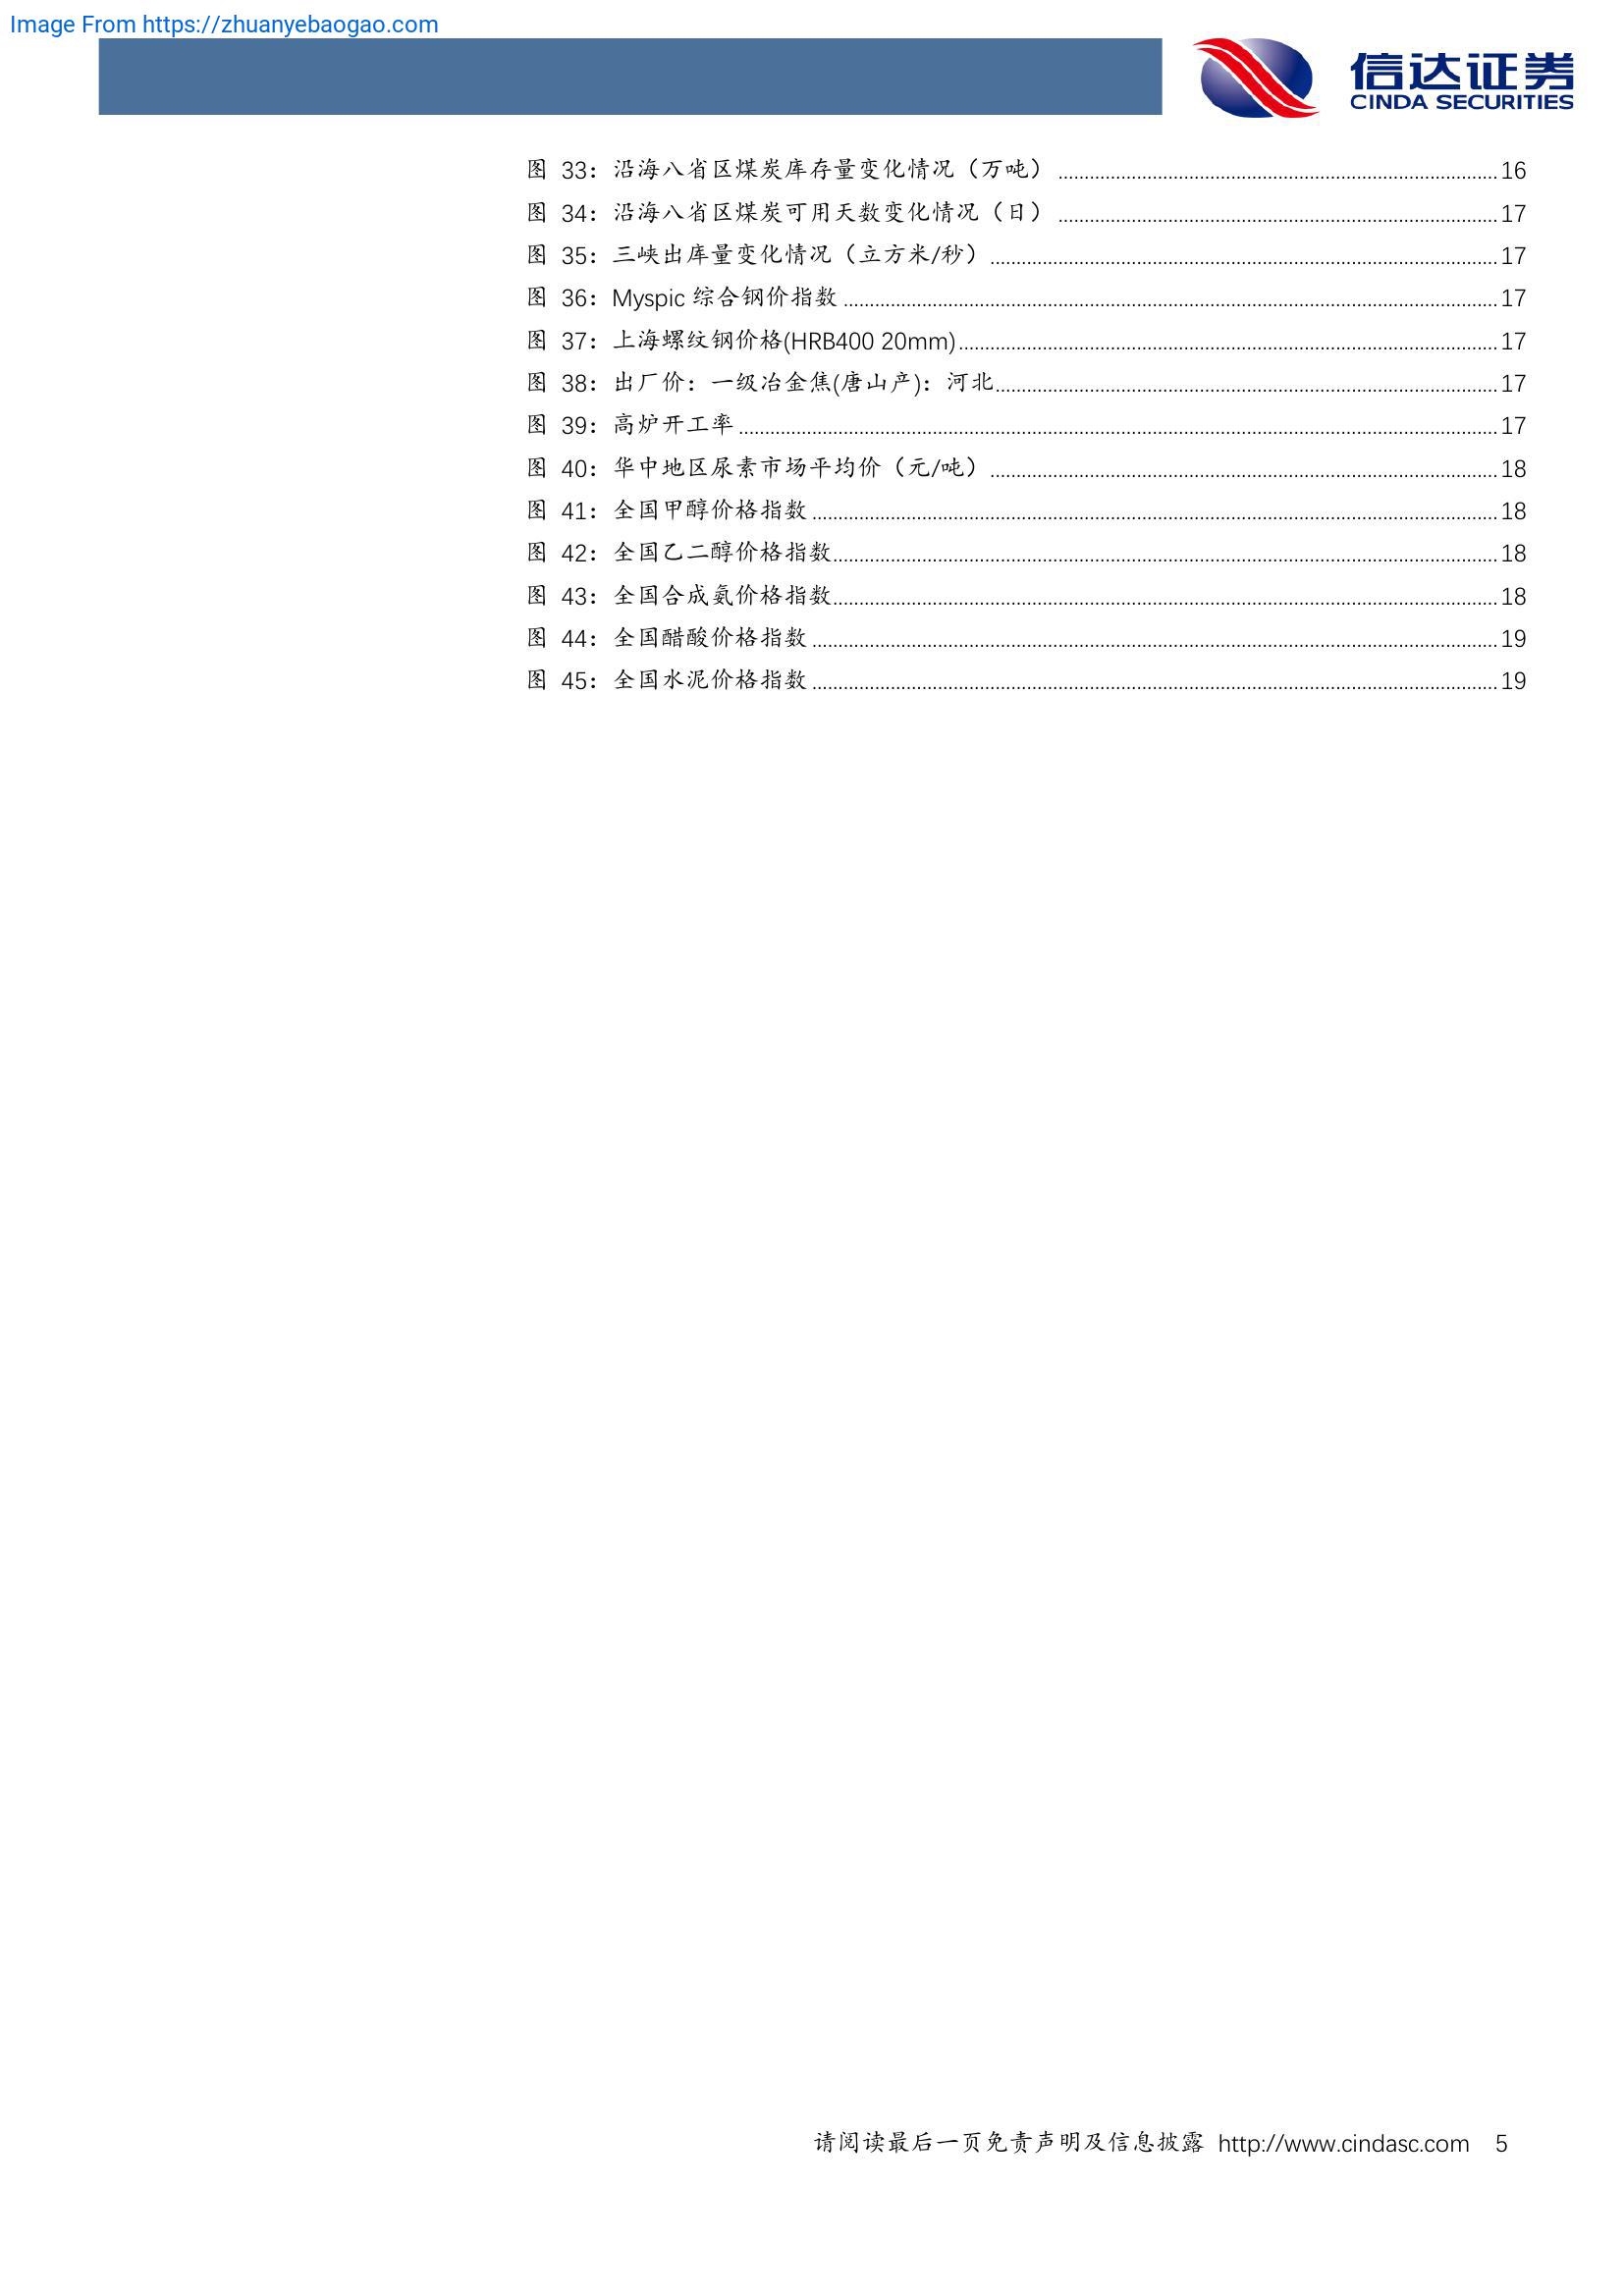 Image From https://zhuanyebaogao.com
信达证券
CINDA SECURITIES
图 33：沿海八省区煤炭库存量变化情况（万吨）16
图 34：沿海八省区煤炭可用天数变化情况（日）17
图 35：三峡出库量变化情况（立方米/秒）17
图 36：Myspic 综合钢价指数 17
图 37：上海螺纹钢价格(HRB400 20mm) 17
图 38：出厂价：一级冶金焦(唐山产)：河北 17
图 39：高炉开工率 17
图 40：华中地区尿素市场平均价（元/吨）18
图 41：全国甲醇价格指数 18
图 42：全国乙二醇价格指数 18
图 43：全国合成氨价格指数 18
图 44：全国醋酸价格指数 19
图 45：全国水泥价格指数 19
请阅读最后一页免责声明及信息披露 http://www.cindasc.com 5